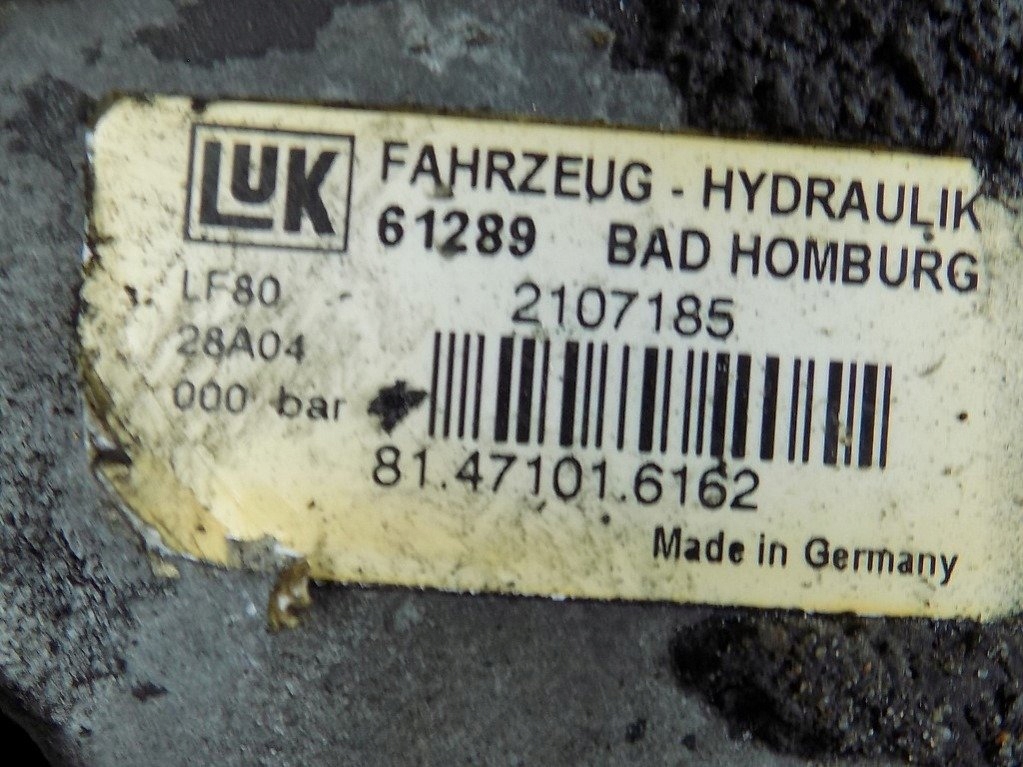 LUK FAHRZEUG - HYDRAULIK
61289 BAD HOMBURG
LF80 2107185
28A04
000 bar
81.47101.6162
Made in Germany